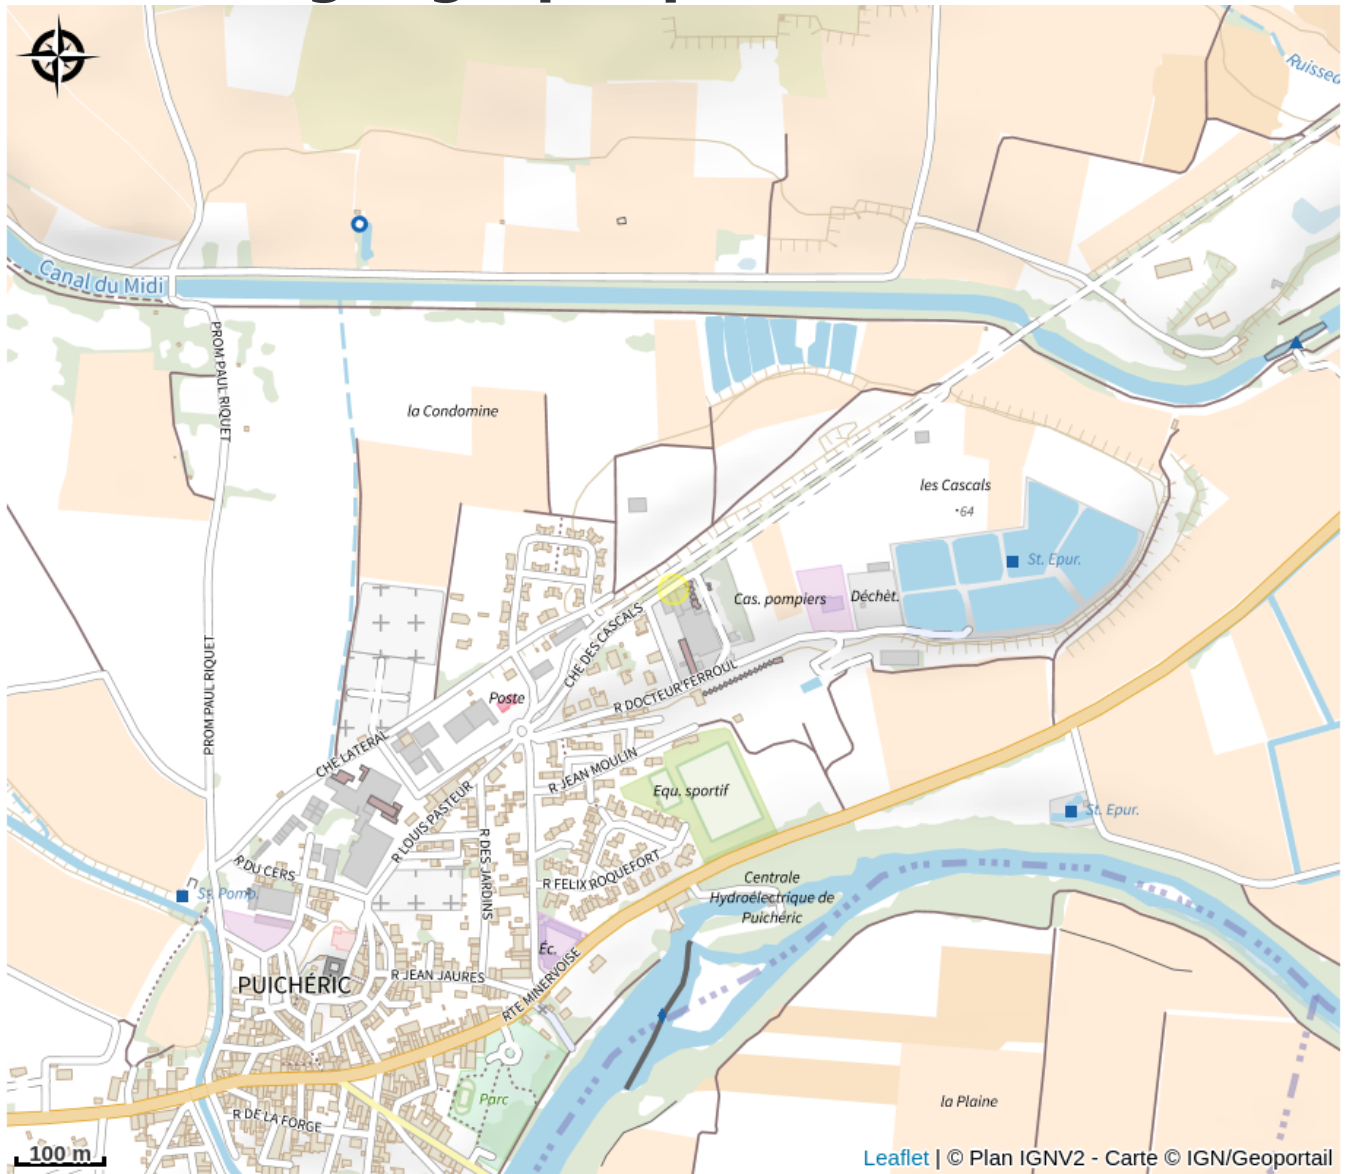 Ruissea
Canal du Midi
PROM PAUL RIQUET
la Condomine
les Cascals
64
St. Epur.
Cas. pompiers
Déchèt.
CHE DES CASCALS
PROM PAUL RIQUET
Poste
R DOCTEUR FERROUL
CHE LATERAL
R JEAN MOULIN
Equ. sportif
St. Epur.
R LOUIS PASTEUR
R DES JARDINS
R DU CERS
R FELIX ROQUEFORT
Centrale
Hydroélectrique de
Puichéric
St. Pomp.
Éc.
R JEAN JAURES
PUICHÉRIC
RTE MINERVOISE
Parc
la Plaine
R DE LA FORGE
100 m
Leaflet | © Plan IGNV2 - Carte © IGN/Geoportail